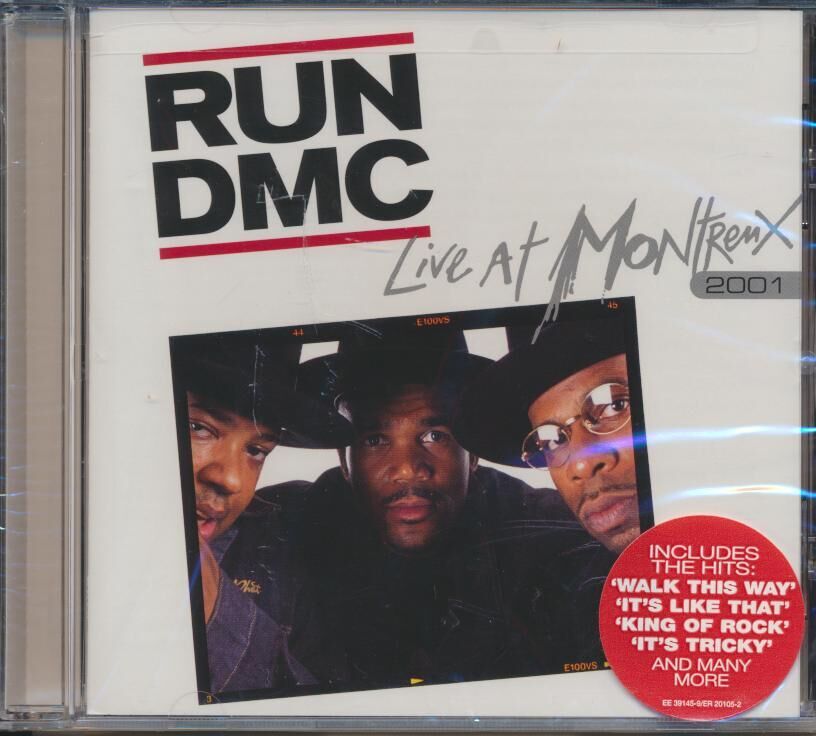 RUN
DMC
Live At Montreux
2001
44
E100VS
45
E100VS
3
INCLUDES
THE HITS:
'WALK THIS WAY'
'IT'S LIKE THAT'
'KING OF ROCK'
'IT'S TRICKY'
AND MANY
MORE
EE 39145-9/ER 20105-2